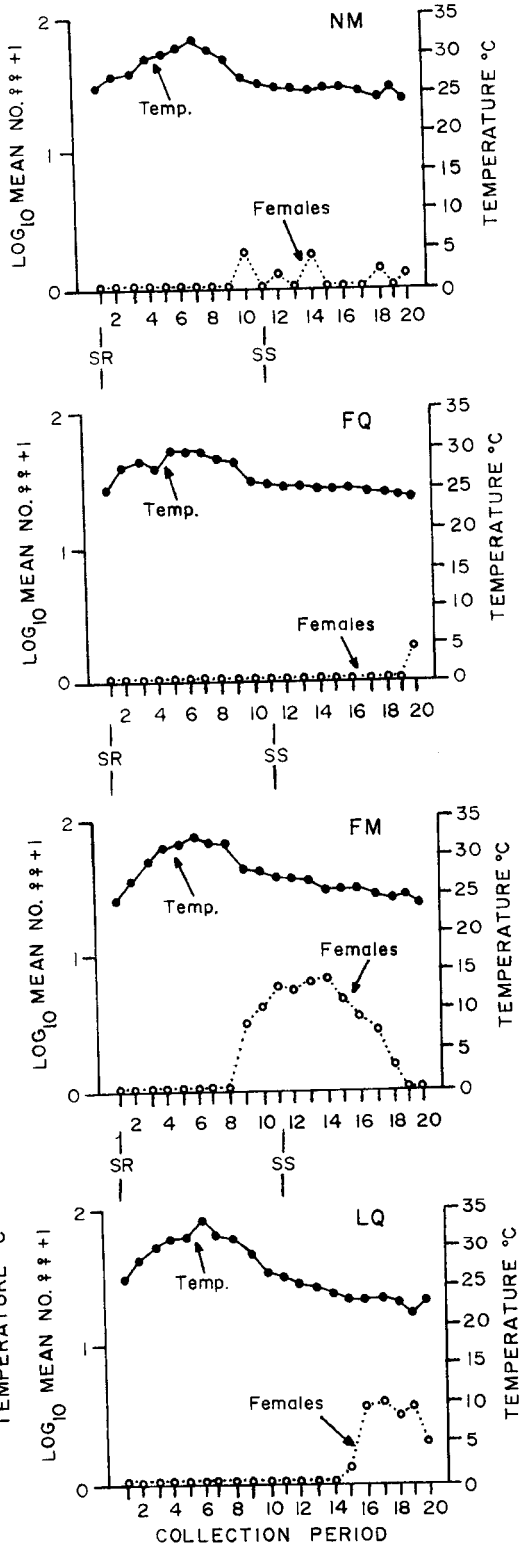 NM
2
1
0
LOG10 MEAN NO. ♀♀+1
35
30
25
20
15
10
5
0
TEMPERATURE °C
Temp.
Females
2 4 6 8 10 12 14 16 18 20
SR SS
FQ
2
1
0
LOG10 MEAN NO. ♀♀+1
35
30
25
20
15
10
5
0
TEMPERATURE °C
Temp.
Females
2 4 6 8 10 12 14 16 18 20
SR SS
FM
2
1
0
LOG10 MEAN NO. ♀♀+1
35
30
25
20
15
10
5
0
TEMPERATURE °C
Temp.
Females
2 4 6 8 10 12 14 16 18 20
SR SS
LQ
2
1
0
LOG10 MEAN NO. ♀♀+1
35
30
25
20
15
10
5
0
TEMPERATURE °C
Temp.
Females
2 4 6 8 10 12 14 16 18 20
COLLECTION PERIOD